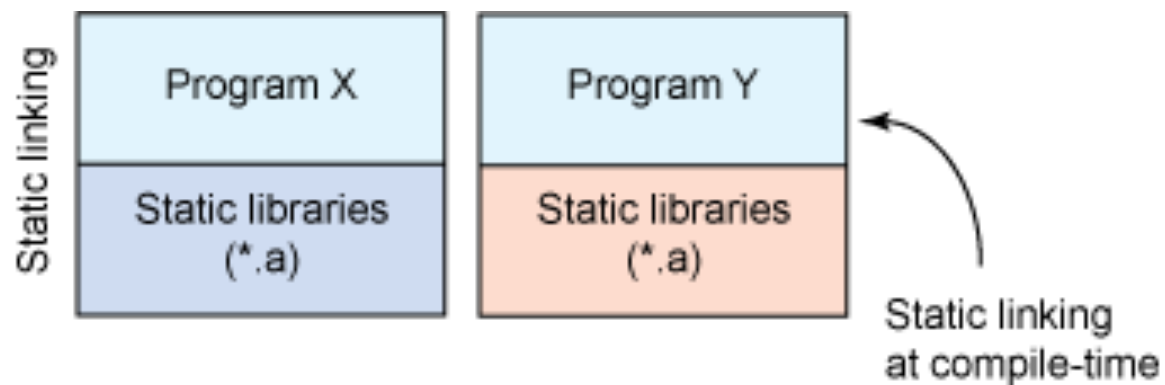 Static linking
Program X
Static libraries
(*.a)
Program Y
Static libraries
(*.a)
Static linking
at compile-time